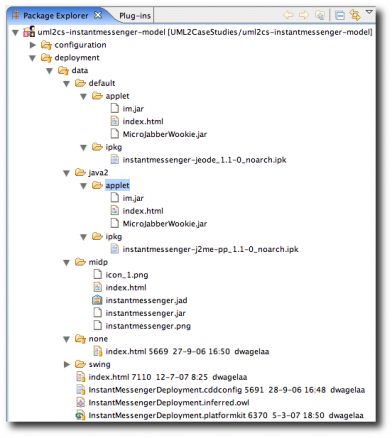 Package Explorer
Plug-ins
uml2cs-instantmessenger-model [UML2CaseStudies/uml2cs-instantmessenger-model]
configuration
deployment
data
default
applet
im.jar
index.html
MicroJabberWookie.jar
ipkg
instantmessenger-jeode_1.1-0_noarch.ipk
java2
applet
im.jar
index.html
MicroJabberWookie.jar
ipkg
instantmessenger-j2me-pp_1.1-0_noarch.ipk
midp
icon_1.png
index.html
instantmessenger.jad
instantmessenger.jar
instantmessenger.png
none
index.html 5669 27-9-06 16:50 dwagelaa
swing
index.html 7110 12-7-07 8:25 dwagelaa
InstantMessengerDeployment.cddconfig 5691 28-9-06 16:48 dwagelaa
InstantMessengerDeployment.inferred.owl
InstantMessengerDeployment.platformkit 6370 5-3-07 18:50 dwagelaa